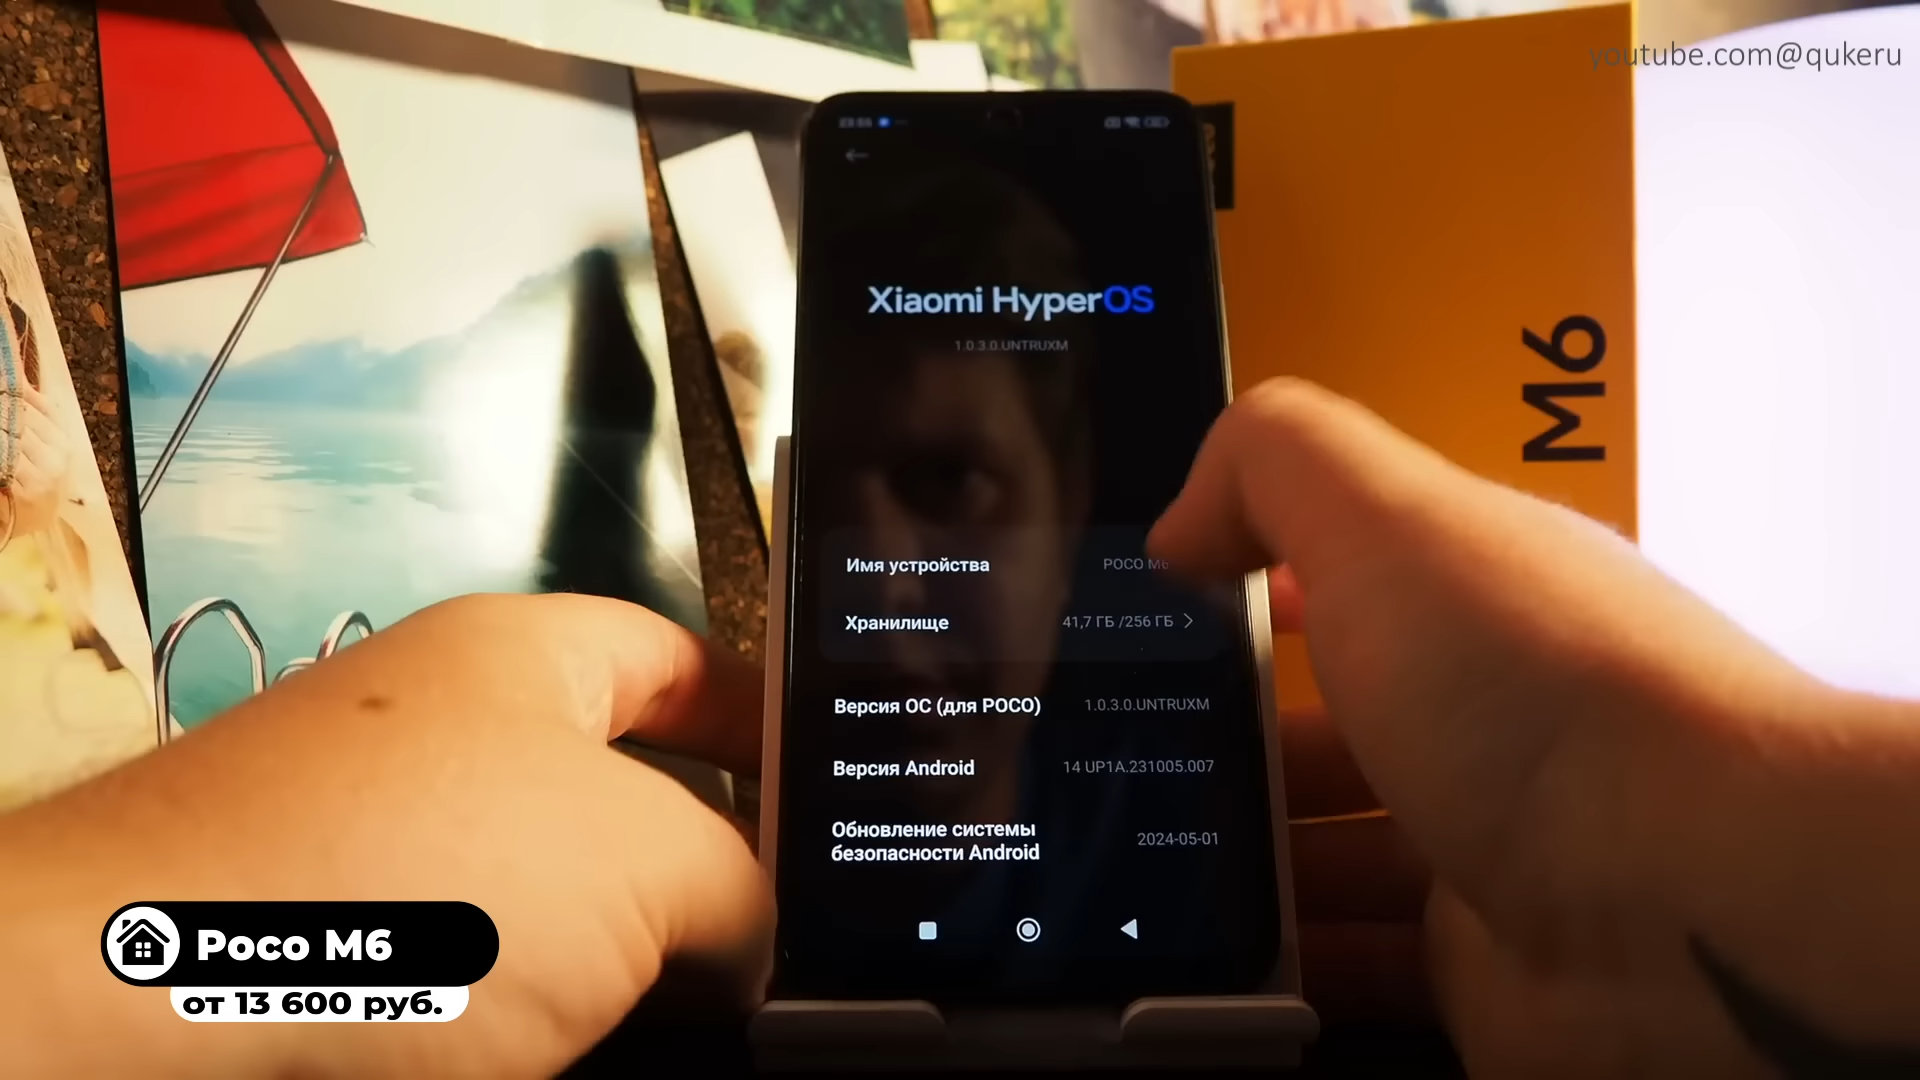 youtube.com@qukeru
Xiaomi HyperOS
1.0.3.0.UNTRUXM
M6
Имя устройства
POCO M6
Хранилище
41,7 ГБ /256 ГБ
Версия ОС (для POCO)
1.0.3.0.UNTRUXM
Версия Android
14 UP1A.231005.007
Обновление системы
безопасности Android
2024-05-01
Poco M6
от 13 600 руб.